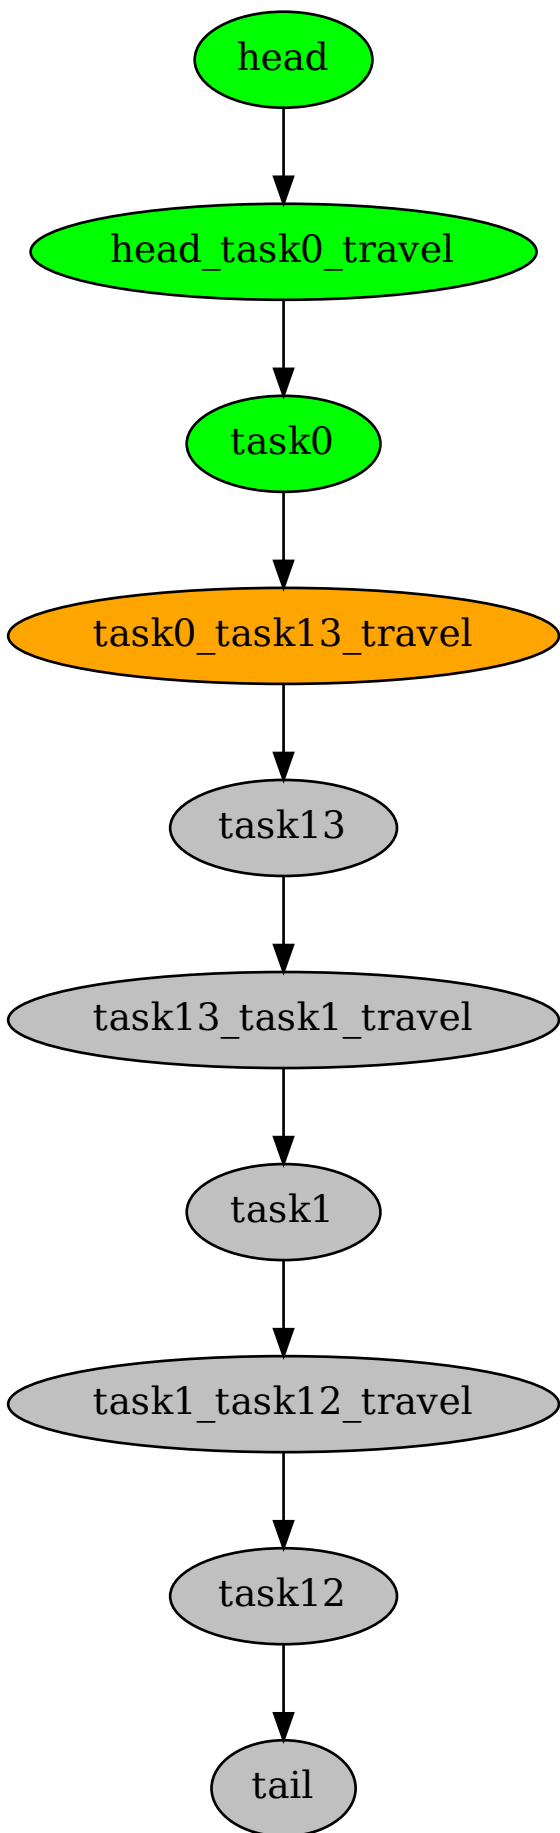 head
head_task0_travel
task0
task0_task13_travel
task13
task13_task1_travel
task1
task1_task12_travel
task12
tail